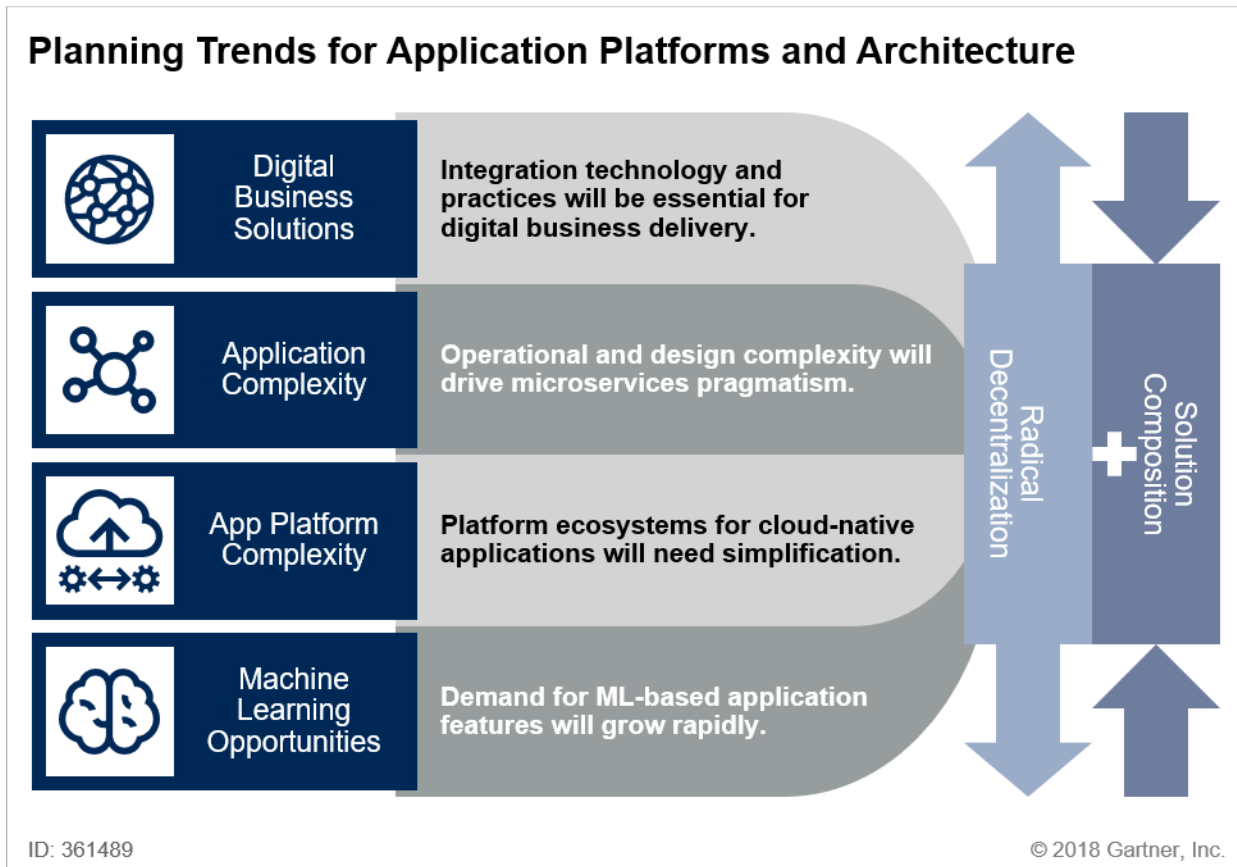 Planning Trends for Application Platforms and Architecture
Digital
Business
Solutions
Integration technology and
practices will be essential for
digital business delivery.
Application
Complexity
Operational and design complexity will
drive microservices pragmatism.
App Platform
Complexity
Platform ecosystems for cloud-native
applications will need simplification.
Machine
Learning
Opportunities
Demand for ML-based application
features will grow rapidly.
Radical
Decentralization
+
Solution
Composition
ID: 361489
© 2018 Gartner, Inc.